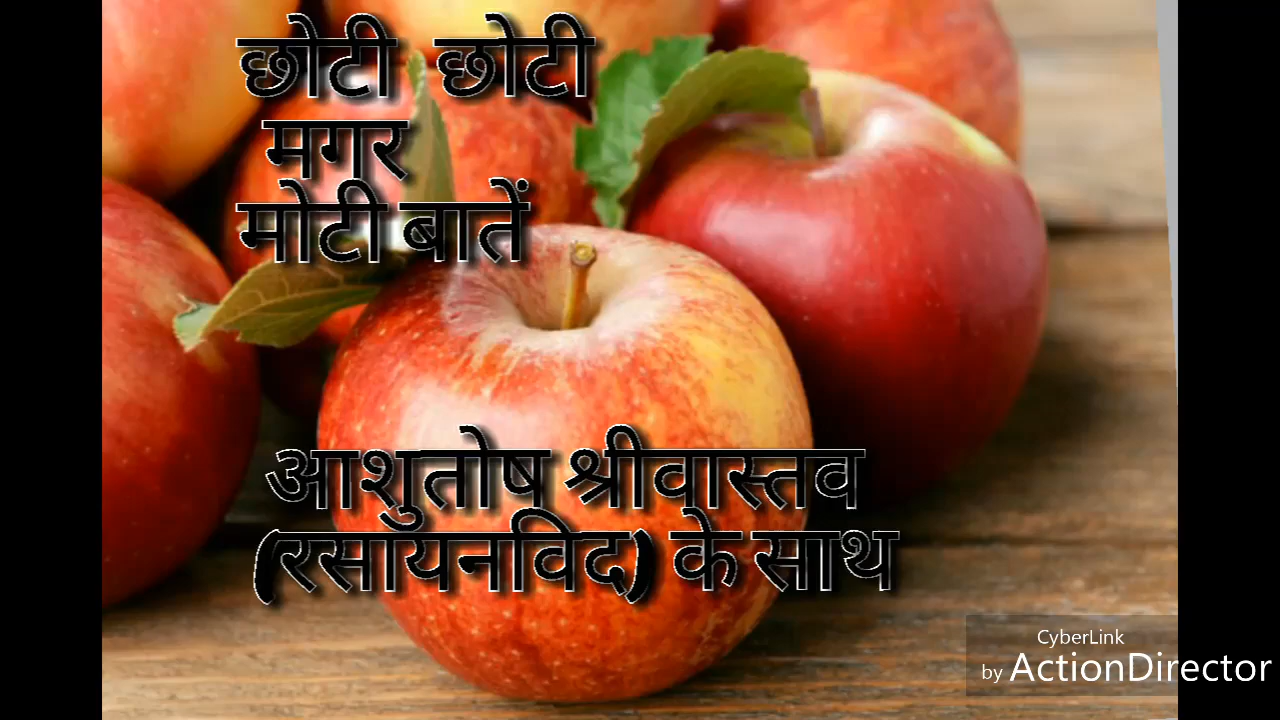 छोटी छोटी
मगर
मोटी बातें
आशुतोष श्रीवास्तव
(रसायनविद) के साथ
CyberLink
by ActionDirector